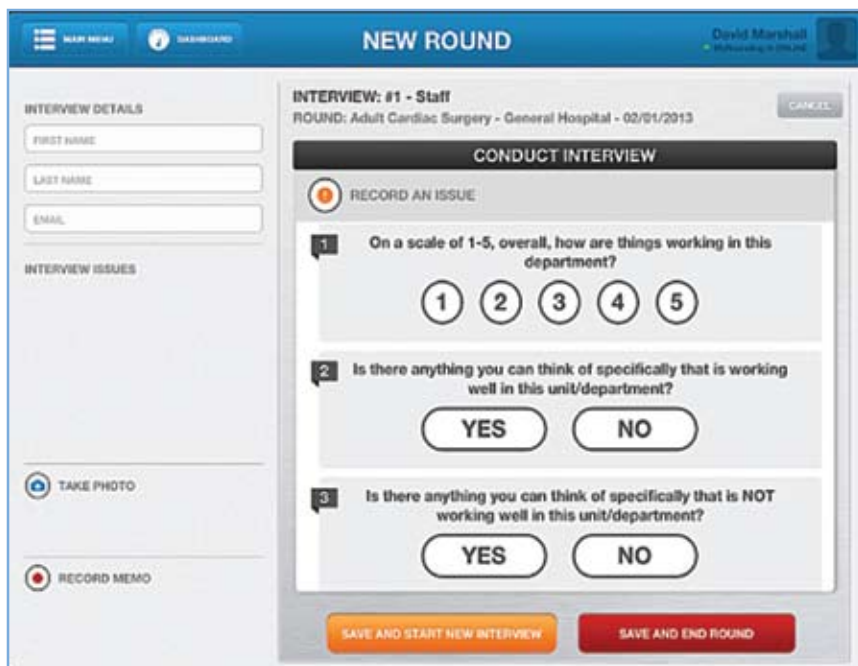 MAIN MENU
DASHBOARD
NEW ROUND
David Marshall
INTERVIEW DETAILS
FIRST NAME
LAST NAME
EMAIL
INTERVIEW ISSUES
TAKE PHOTO
RECORD MEMO
INTERVIEW: #1 - Staff
ROUND: Adult Cardiac Surgery - General Hospital - 02/01/2013
CANCEL
CONDUCT INTERVIEW
! RECORD AN ISSUE
1 On a scale of 1-5, overall, how are things working in this
department?
1 2 3 4 5
2 Is there anything you can think of specifically that is working
well in this unit/department?
YES NO
3 Is there anything you can think of specifically that is NOT
working well in this unit/department?
YES NO
SAVE AND START NEW INTERVIEW
SAVE AND END ROUND